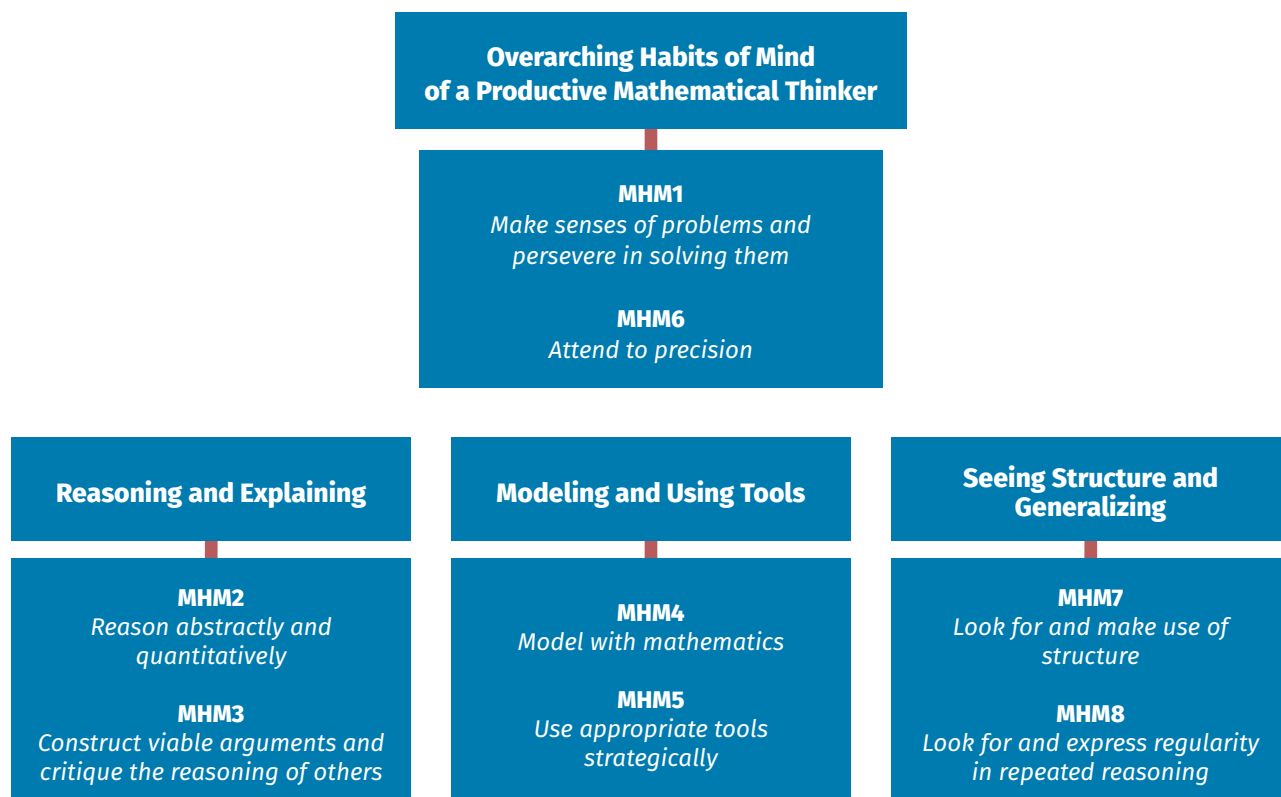 Overarching Habits of Mind
of a Productive Mathematical Thinker
MHM1
Make senses of problems and
persevere in solving them
MHM6
Attend to precision
Reasoning and Explaining
MHM2
Reason abstractly and
quantitatively
MHM3
Construct viable arguments and
critique the reasoning of others
Modeling and Using Tools
MHM4
Model with mathematics
MHM5
Use appropriate tools
strategically
Seeing Structure and
Generalizing
MHM7
Look for and make use of
structure
MHM8
Look for and express regularity
in repeated reasoning